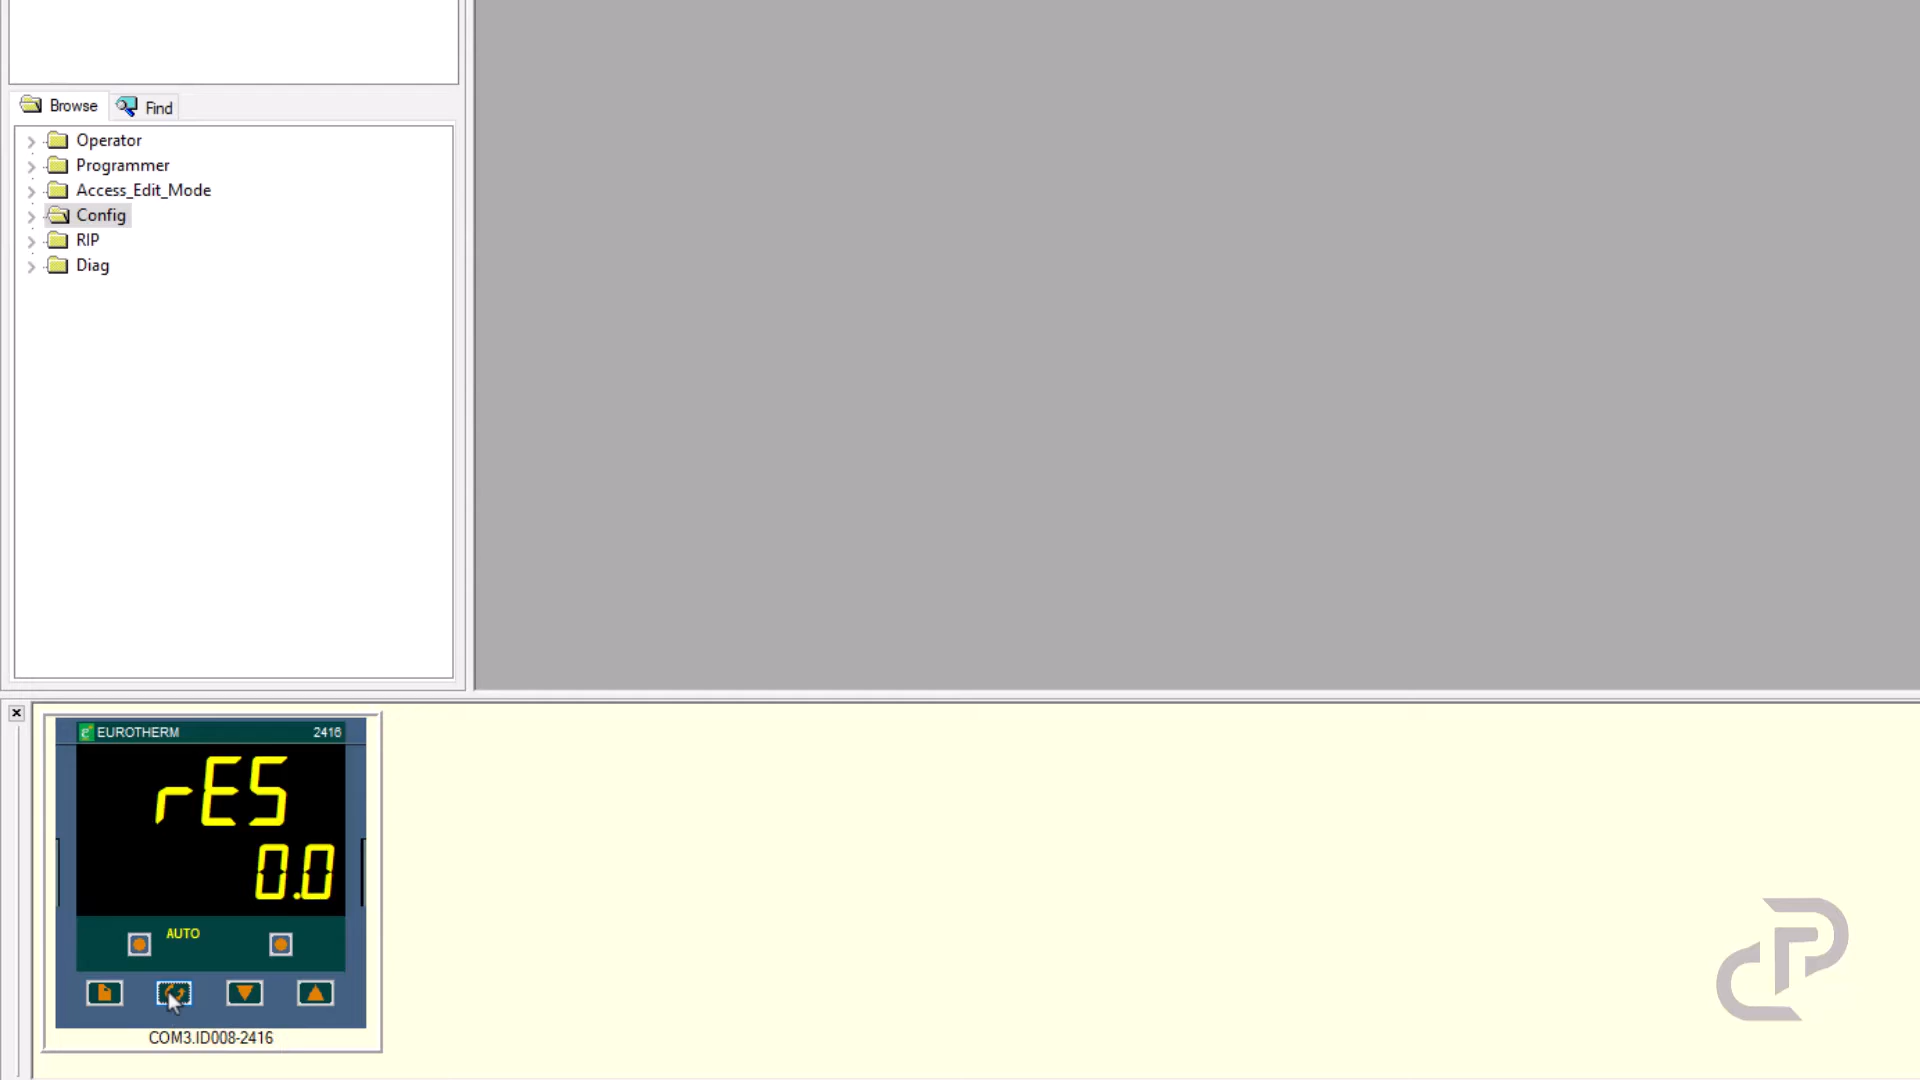 Browse
Find
Operator
Programmer
Access_Edit_Mode
Config
RIP
Diag
EUROTHERM 2416
rES
0.0
AUTO
COM3.ID008-2416